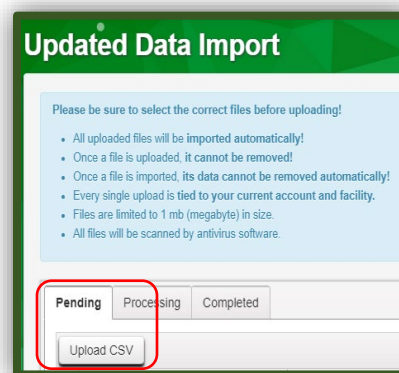 Updated Data Import
Please be sure to select the correct files before uploading!
• All uploaded files will be imported automatically!
• Once a file is uploaded, it cannot be removed!
• Once a file is imported, its data cannot be removed automatically!
• Every single upload is tied to your current account and facility.
• Files are limited to 1 mb (megabyte) in size.
• All files will be scanned by antivirus software.
Pending Processing Completed
Upload CSV